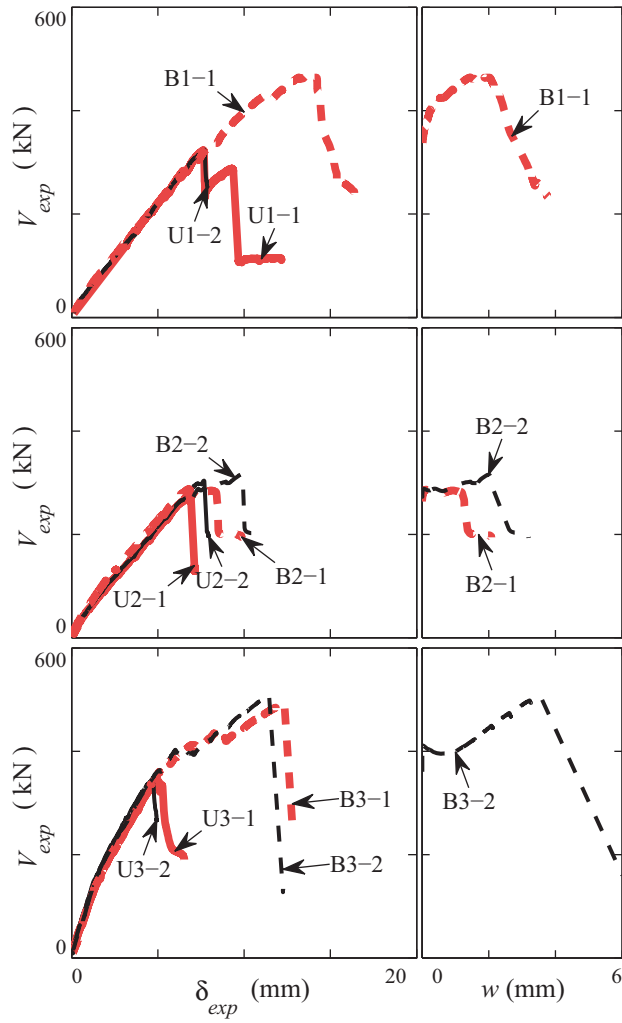 600
B1−1
B1−1
V_exp (kN)
U1−2
U1−1
0
600
B2−2
B2−2
V_exp (kN)
U2−1
U2−2
B2−1
B2−1
0
600
V_exp (kN)
B3−1
B3−2
U3−1
U3−2
B3−2
0
0
20
0
6
δ_exp (mm)
w (mm)